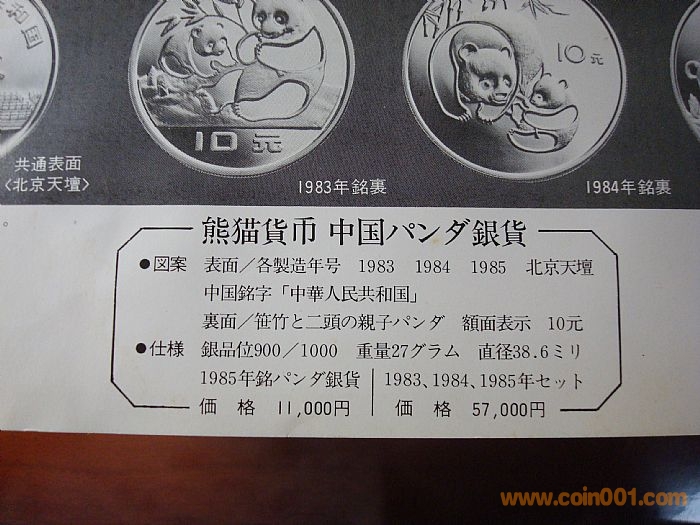 和国
10元
10元
共通表面
〈北京天壇〉
1983年銘裏
1984年銘裏
熊猫貨币 中国パンダ銀貨
●図案 表面/各製造年号 1983 1984 1985 北京天壇
中国銘字「中華人民共和国」
裏面/笹竹と二頭の親子パンダ 額面表示 10元
●仕様 銀品位900/1000 重量27グラム 直径38.6ミリ
1985年銘パンダ銀貨 1983、1984、1985年セット
価格 11,000円 価格 57,000円
www.coin001.com